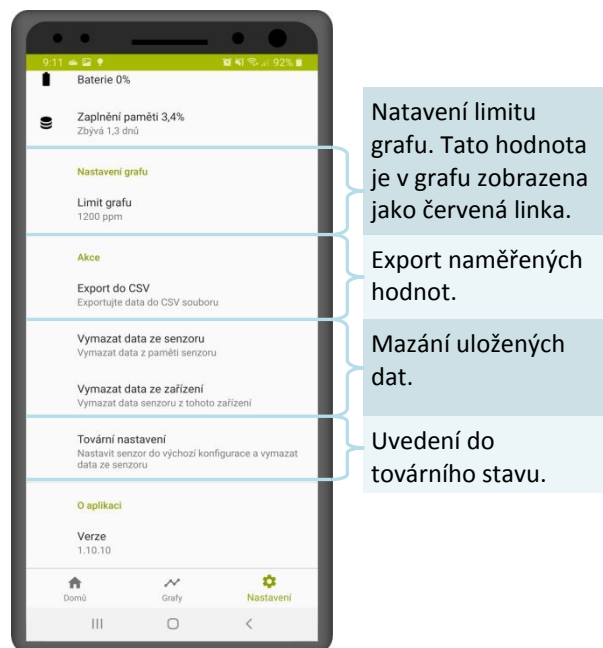 9:11 92%
Baterie 0%
Zaplnění paměti 3,4%
Zbývá 1,3 dnů
Nastavení grafu
Limit grafu
1200 ppm
Akce
Export do CSV
Exportujte data do CSV souboru
Vymazat data ze senzoru
Vymazat data z paměti senzoru
Vymazat data ze zařízení
Vymazat data senzoru z tohoto zařízení
Tovární nastavení
Nastavit senzor do výchozí konfigurace a vymazat
data ze senzoru
O aplikaci
Verze
1.10.10
Domů Grafy Nastavení
Natavení limitu
grafu. Tato hodnota
je v grafu zobrazena
jako červená linka.
Export naměřených
hodnot.
Mazání uložených
dat.
Uvedení do
továrního stavu.